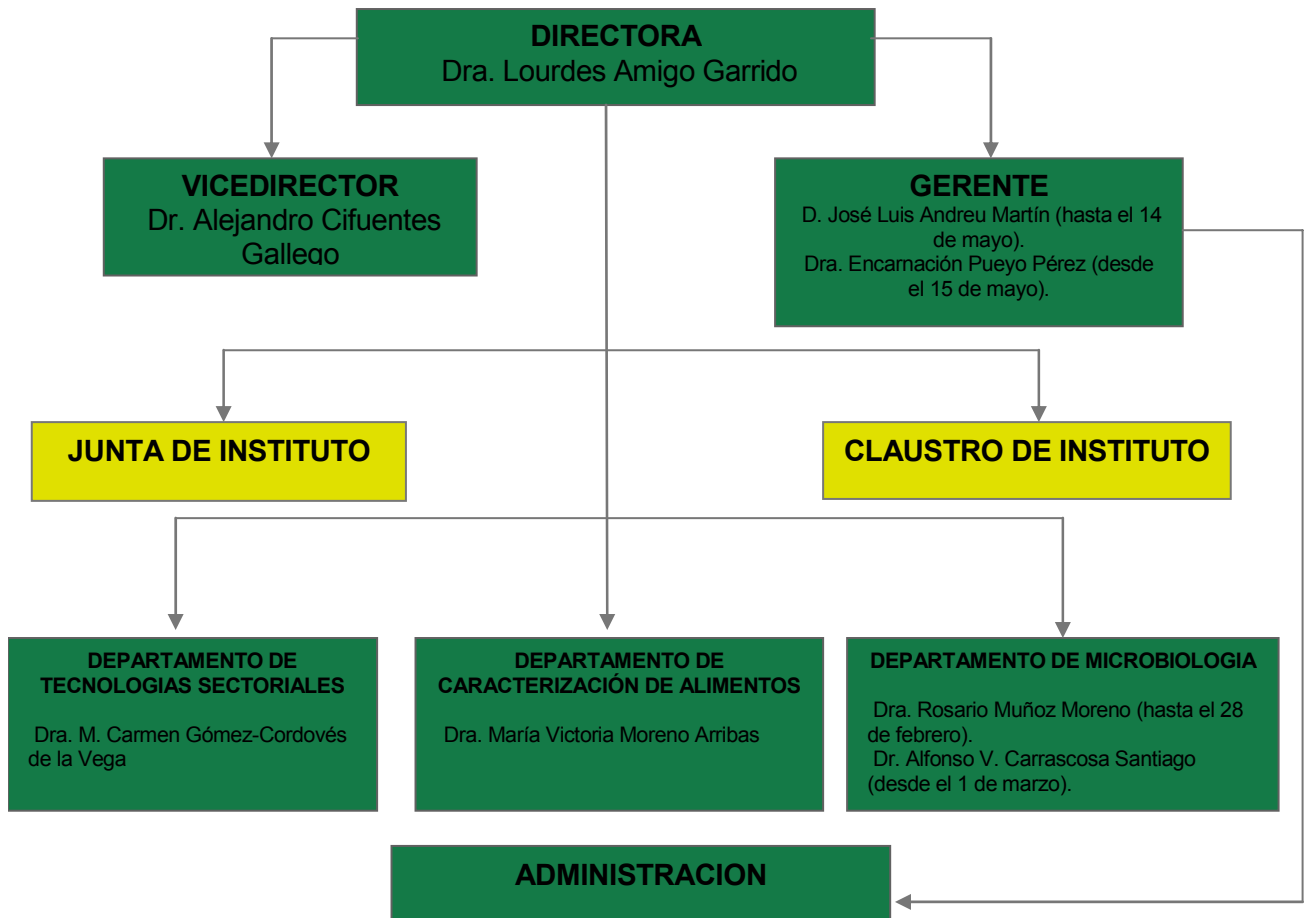 DIRECTORA
Dra. Lourdes Amigo Garrido
VICEDIRECTOR
Dr. Alejandro Cifuentes
Gallego
GERENTE
D. José Luis Andreu Martín (hasta el 14
de mayo).
Dra. Encarnación Pueyo Pérez (desde
el 15 de mayo).
JUNTA DE INSTITUTO
CLAUSTRO DE INSTITUTO
DEPARTAMENTO DE
TECNOLOGIAS SECTORIALES
Dra. M. Carmen Gómez-Cordovés
de la Vega
DEPARTAMENTO DE
CARACTERIZACIÓN DE ALIMENTOS
Dra. María Victoria Moreno Arribas
DEPARTAMENTO DE MICROBIOLOGIA
Dra. Rosario Muñoz Moreno (hasta el 28
de febrero).
Dr. Alfonso V. Carrascosa Santiago
(desde el 1 de marzo).
ADMINISTRACION